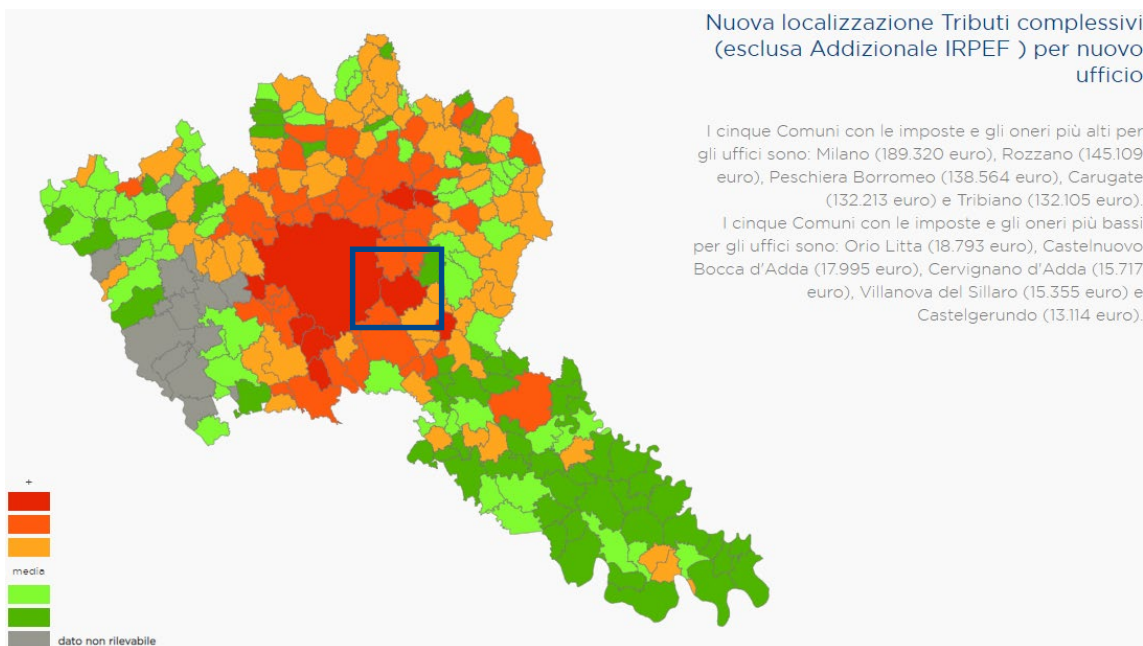 Nuova localizzazione Tributi complessivi
(esclusa Addizionale IRPEF ) per nuovo
ufficio
I cinque Comuni con le imposte e gli oneri più alti per
gli uffici sono: Milano (189.320 euro), Rozzano (145.109
euro), Peschiera Borromeo (138.564 euro), Carugate
(132.213 euro) e Tribiano (132.105 euro).
I cinque Comuni con le imposte e gli oneri più bassi
per gli uffici sono: Orio Litta (18.793 euro), Castelnuovo
Bocca d'Adda (17.995 euro), Cervignano d'Adda (15.717
euro), Villanova del Sillaro (15.355 euro) e
Castelgerundo (13.114 euro).
+
media
dato non rilevabile